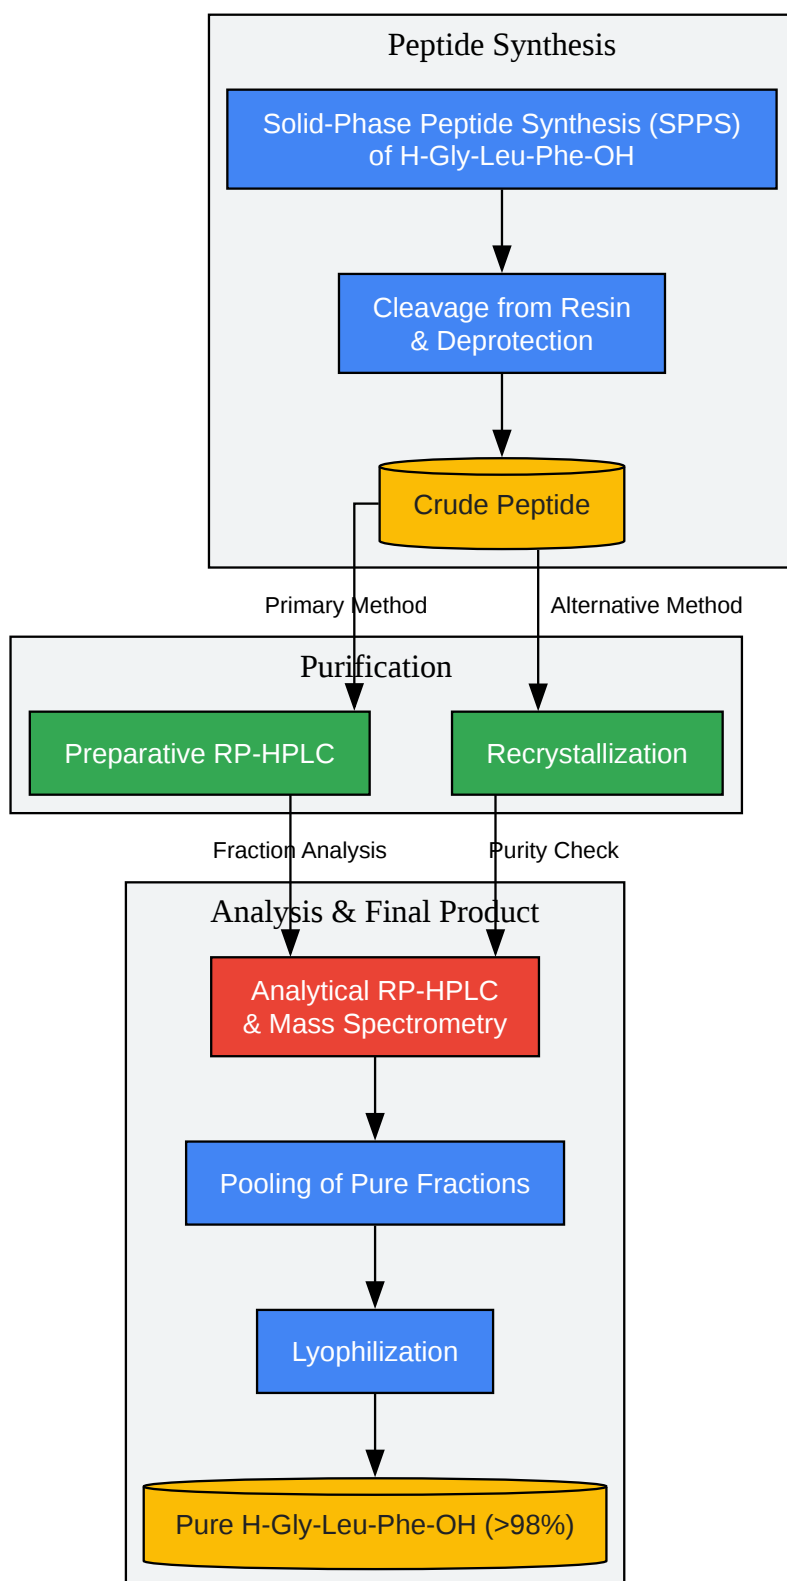 Peptide Synthesis
Solid-Phase Peptide Synthesis (SPPS)
of H-Gly-Leu-Phe-OH
Cleavage from Resin
& Deprotection
Crude Peptide
Primary Method
Alternative Method
Purification
Preparative RP-HPLC
Recrystallization
Fraction Analysis
Purity Check
Analysis & Final Product
Analytical RP-HPLC
& Mass Spectrometry
Pooling of Pure Fractions
Lyophilization
Pure H-Gly-Leu-Phe-OH (>98%)